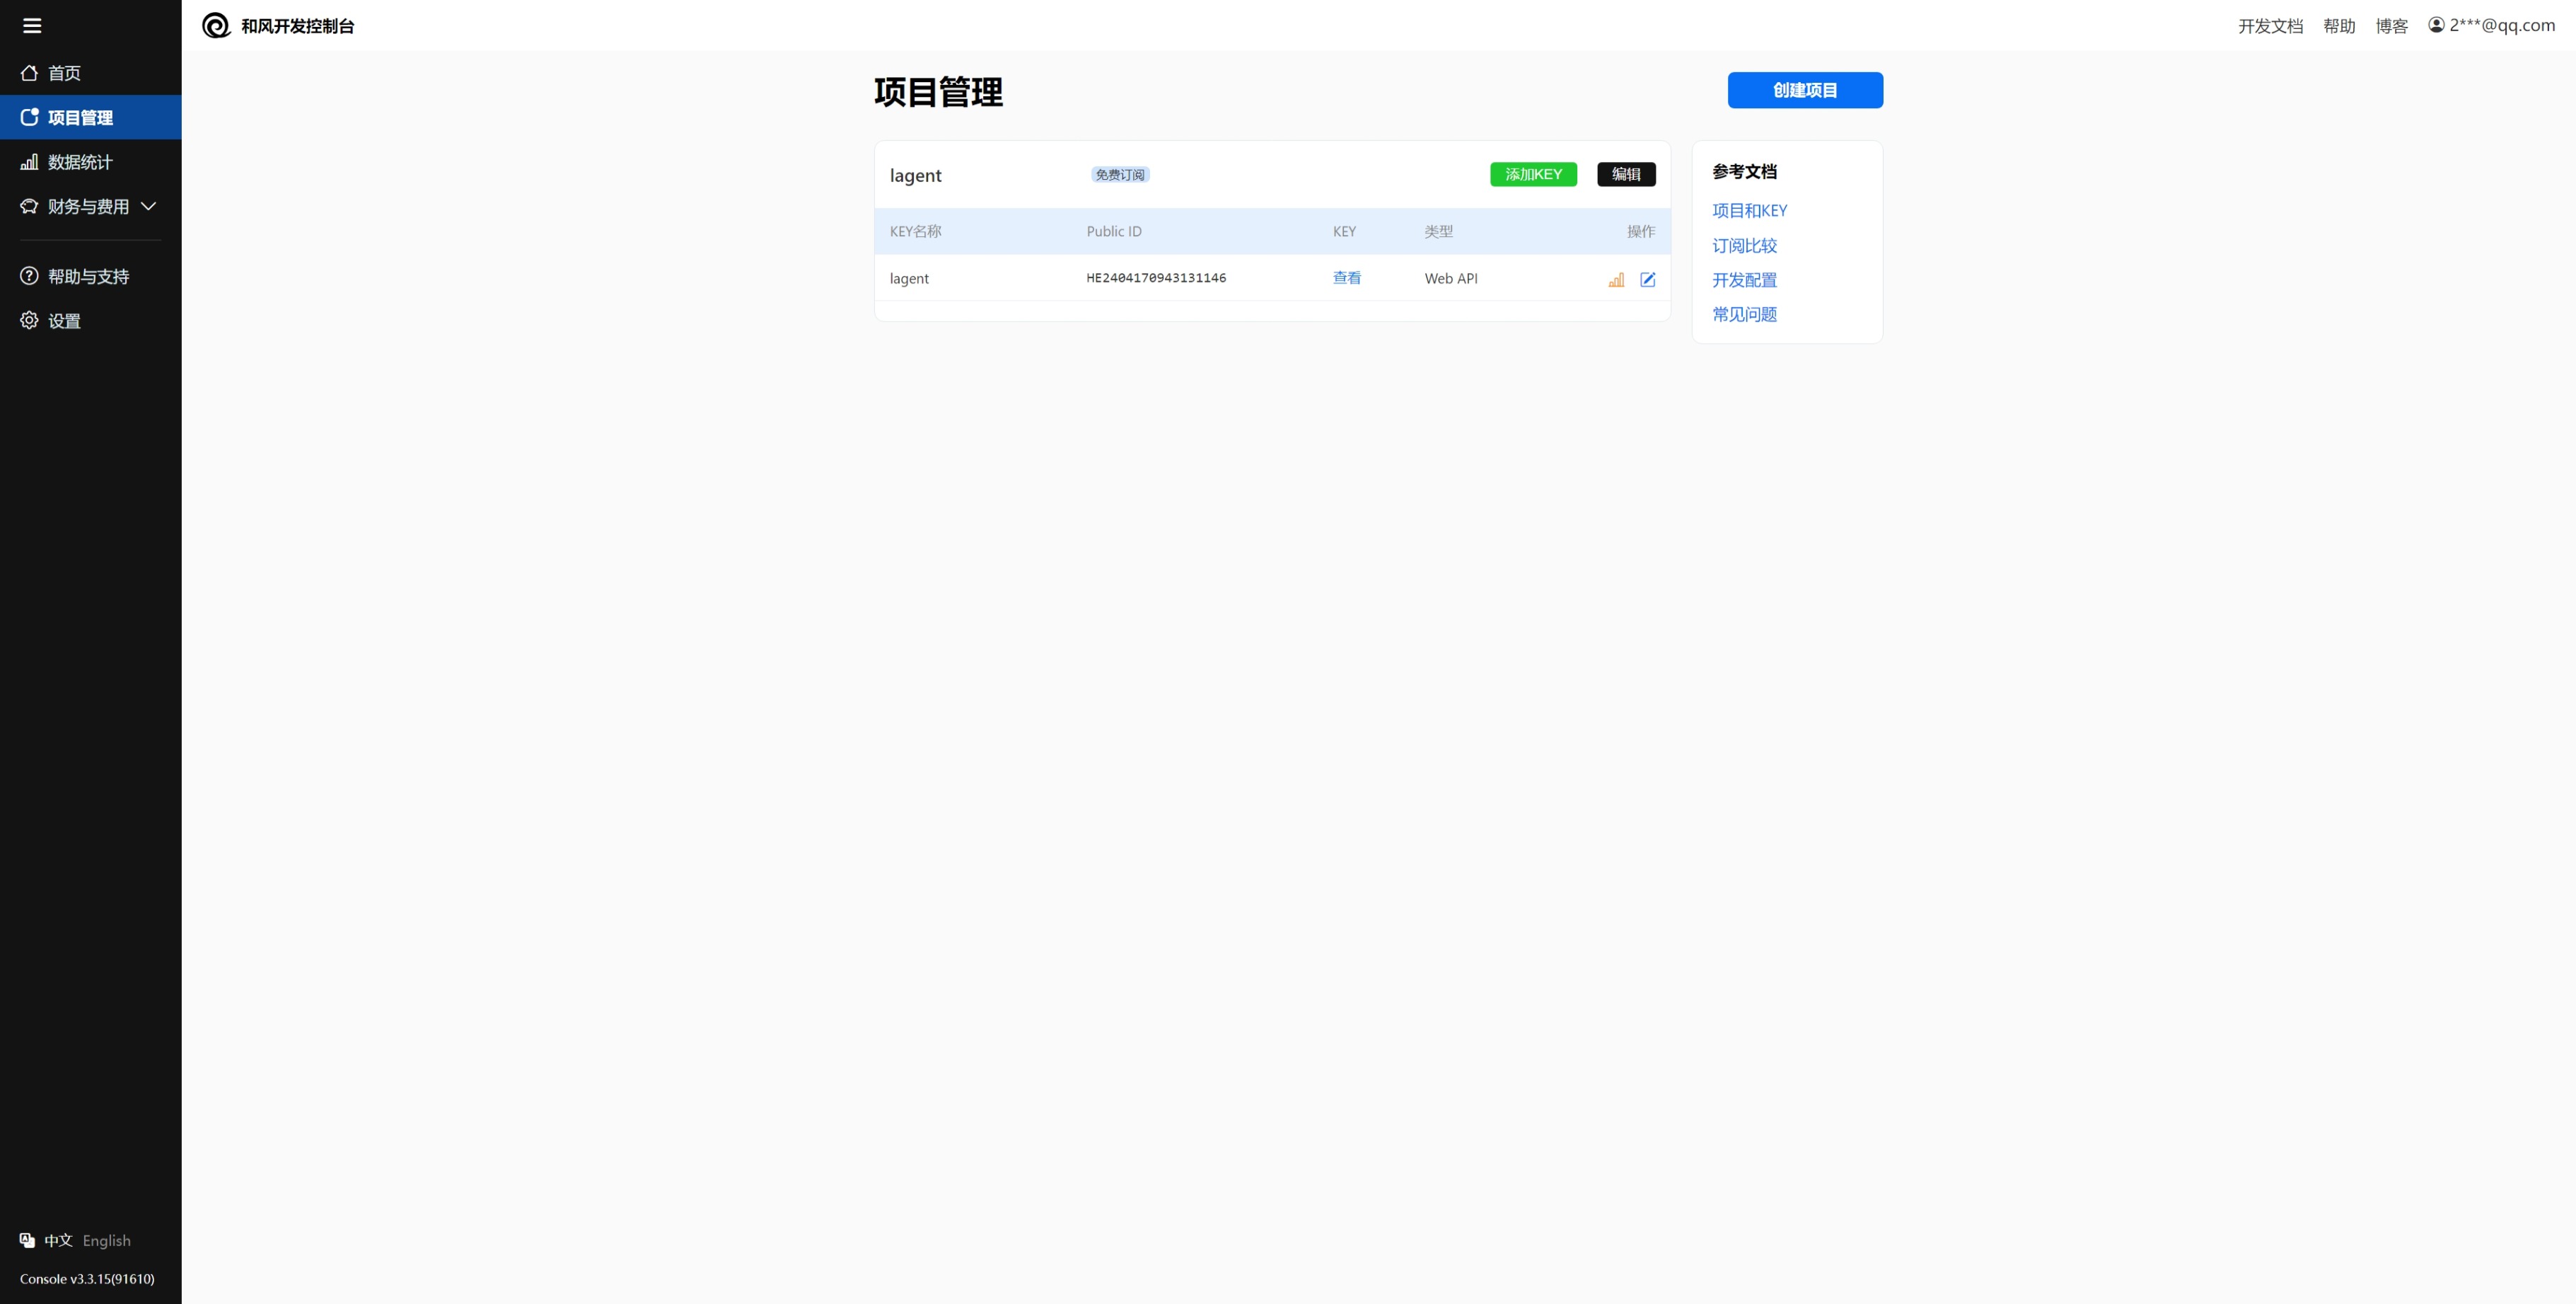 和风开发控制台
开发文档 帮助 博客 2***@qq.com
首页
项目管理
数据统计
财务与费用
帮助与支持
设置
中文 English
Console v3.3.15(91610)
项目管理
创建项目
lagent 免费订阅 添加KEY 编辑
KEY名称 Public ID KEY 类型 操作
lagent HE2404170943131146 查看 Web API
参考文档
项目和KEY
订阅比较
开发配置
常见问题